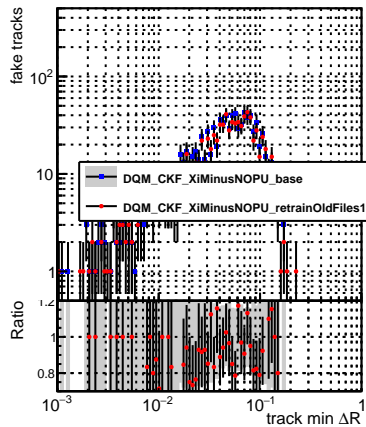 fake tracks
10²
10
1
DQM_CKF_XiMinusNOPU_base
DQM_CKF_XiMinusNOPU_retrainOldFiles1
Ratio
1.2
1
0.8
10⁻³
10⁻²
10⁻¹
1
track min ΔR